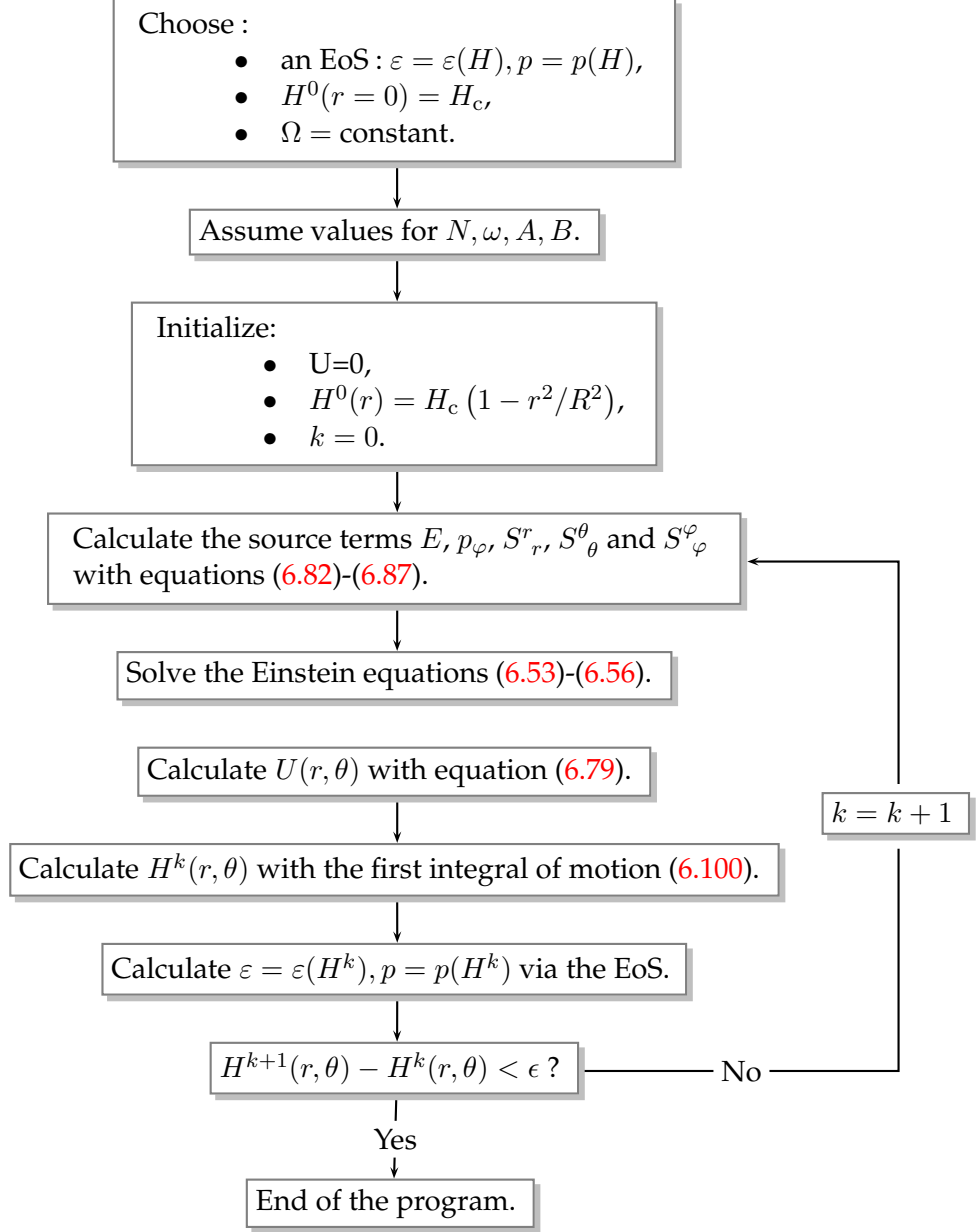 Choose :
• an EoS : ε = ε(H), p = p(H),
• H⁰(r = 0) = H_c,
• Ω = constant.
Assume values for N, ω, A, B.
Initialize:
• U=0,
• H⁰(r) = H_c (1 − r²/R²),
• k = 0.
Calculate the source terms E, p_φ, S^r_r, S^θ_θ and S^φ_φ
with equations (6.82)-(6.87).
Solve the Einstein equations (6.53)-(6.56).
Calculate U(r, θ) with equation (6.79).
k = k + 1
Calculate H^k(r, θ) with the first integral of motion (6.100).
Calculate ε = ε(H^k), p = p(H^k) via the EoS.
H^{k+1}(r, θ) − H^k(r, θ) < ϵ ?
No
Yes
End of the program.